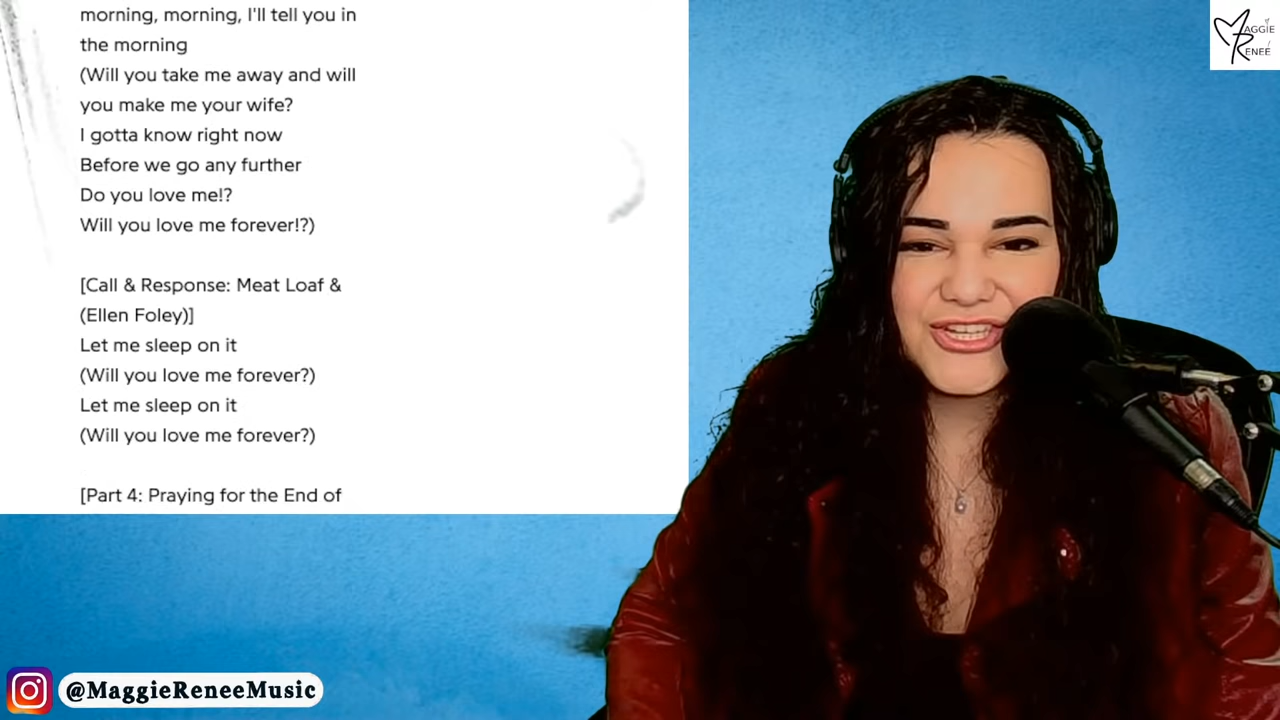 morning, morning, I'll tell you in
the morning
(Will you take me away and will
you make me your wife?
I gotta know right now
Before we go any further
Do you love me!?
Will you love me forever!?)
[Call & Response: Meat Loaf &
(Ellen Foley)]
Let me sleep on it
(Will you love me forever?)
Let me sleep on it
(Will you love me forever?)
[Part 4: Praying for the End of
MAGGIE
RENEÉ
@MaggieReneeMusic